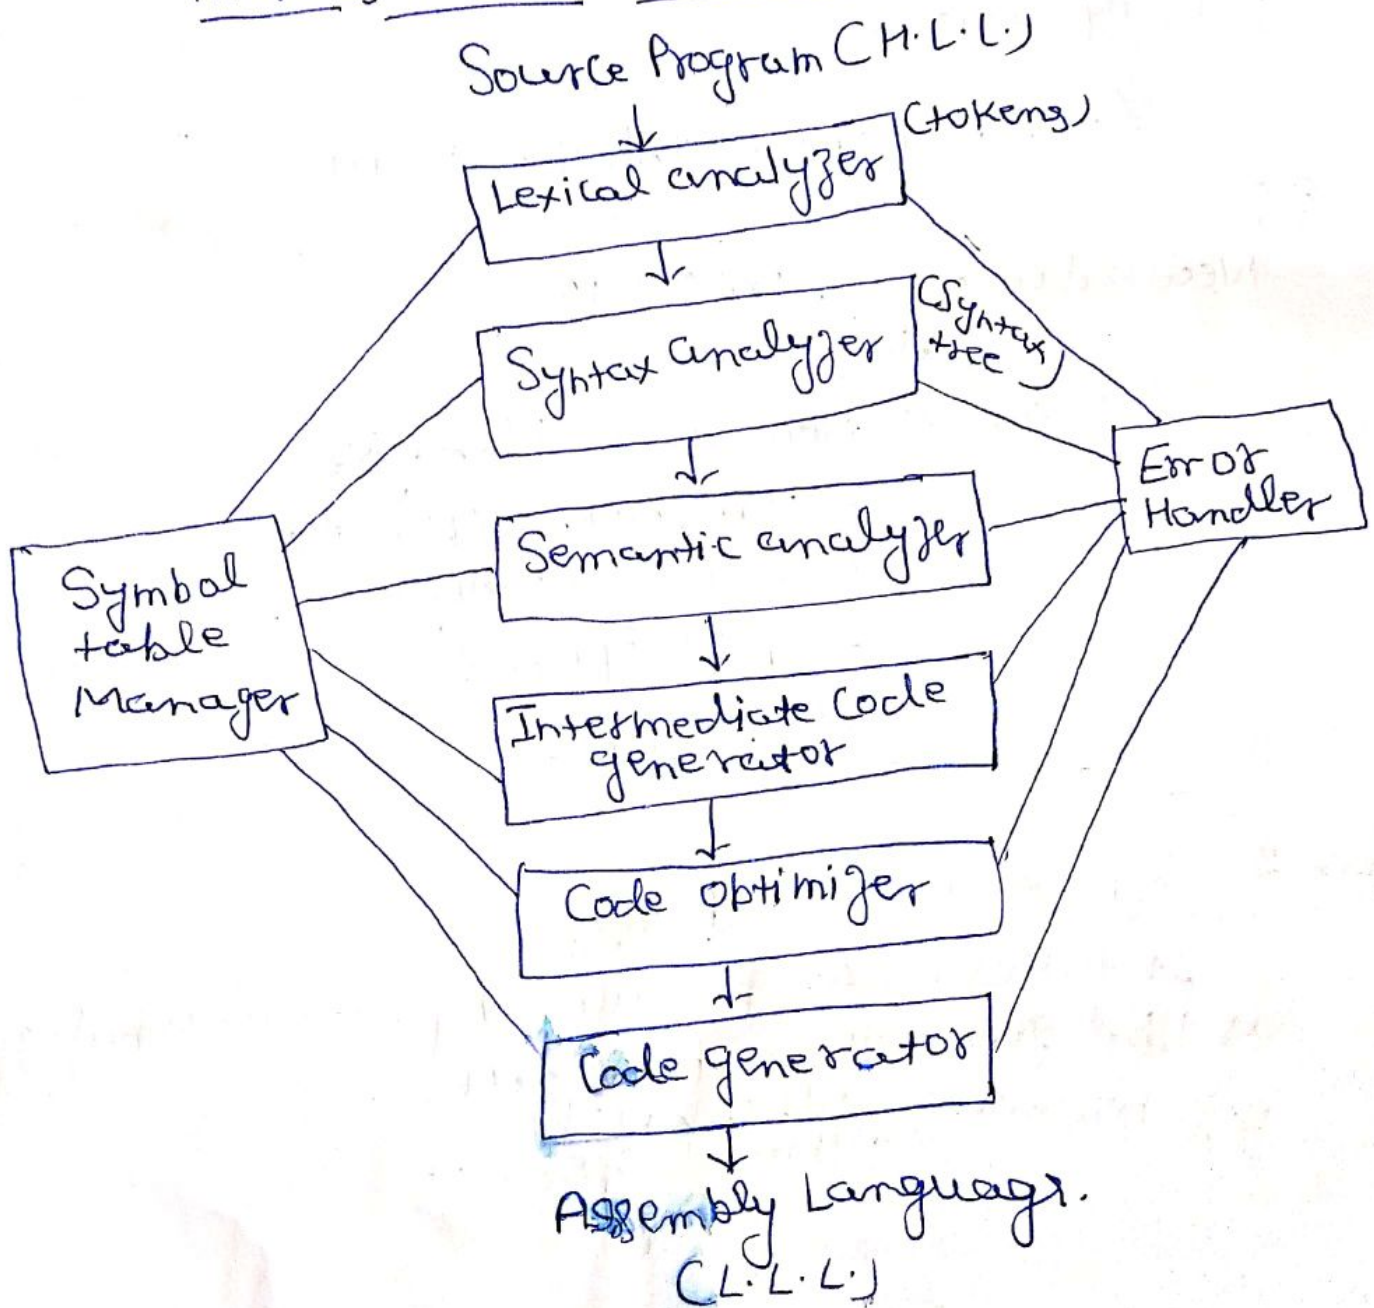 Source Program (H.L.L.)
(tokens)
Lexical analyzer
Syntax analyzer
(Syntax
tree)
Semantic analyzer
Error
Handler
Symbol
table
Manager
Intermediate Code
generator
Code optimizer
Code generator
Assembly Language.
(L.L.L.)